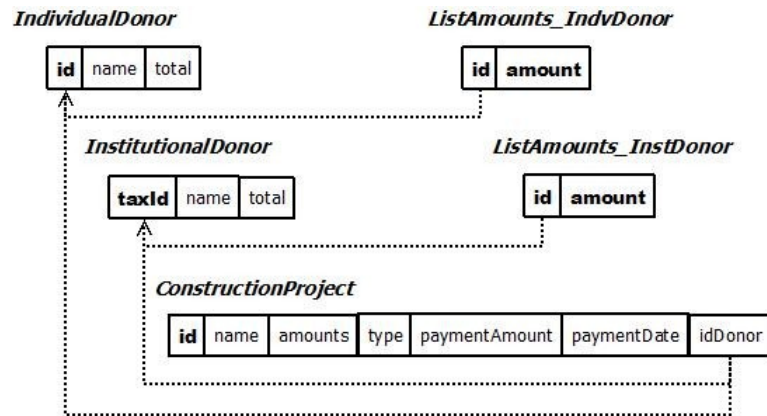 IndividualDonor ListAmounts_IndvDonor
id name total id amount
InstitutionalDonor ListAmounts_InstDonor
taxId name total id amount
ConstructionProject
id name amounts type paymentAmount paymentDate idDonor